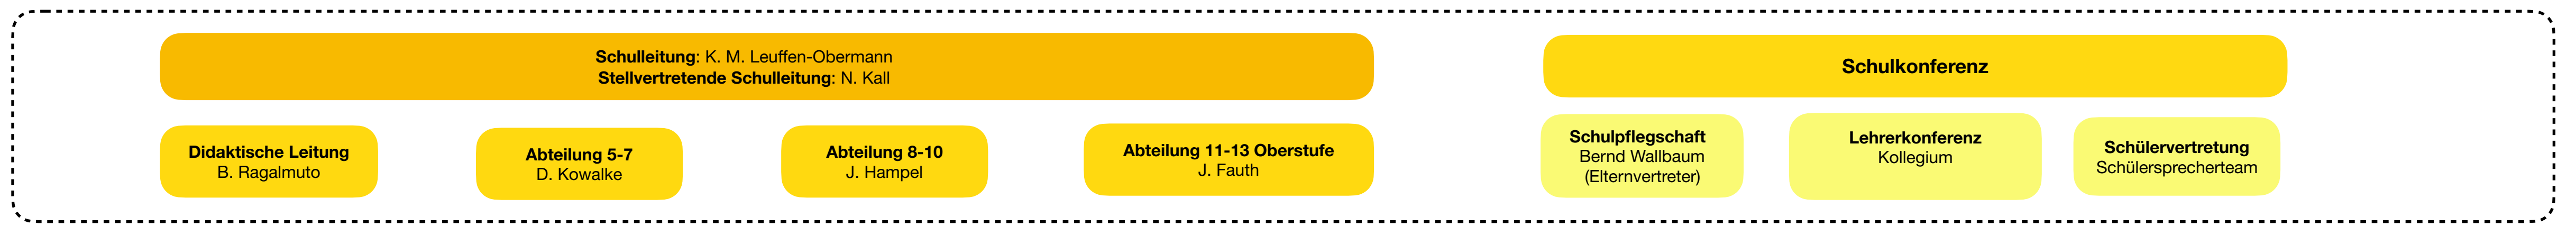 Schulleitung: K. M. Leuffen-Obermann
Stellvertretende Schulleitung: N. Kall
Didaktische Leitung
B. Ragalmuto
Abteilung 5-7
D. Kowalke
Abteilung 8-10
J. Hampel
Abteilung 11-13 Oberstufe
J. Fauth
Schulkonferenz
Schulpflegschaft
Bernd Wallbaum
(Elternvertreter)
Lehrerkonferenz
Kollegium
Schülervertretung
Schülersprecherteam